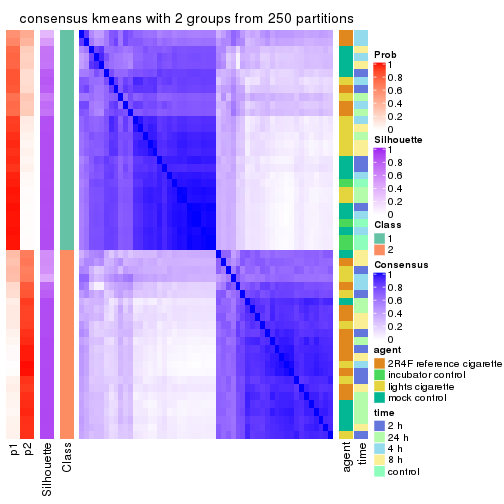 consensus kmeans with 2 groups from 250 partitions
Prob
1
0.8
0.6
0.4
0.2
0
Silhouette
0.8
0.6
0.4
0.2
0
Class
1
2
Consensus
1
0.8
0.6
0.4
0.2
0
agent
2R4F reference cigarette
incubator control
lights cigarette
mock control
time
2 h
24 h
4 h
8 h
control
p1
p2
Silhouette
Class
agent
time